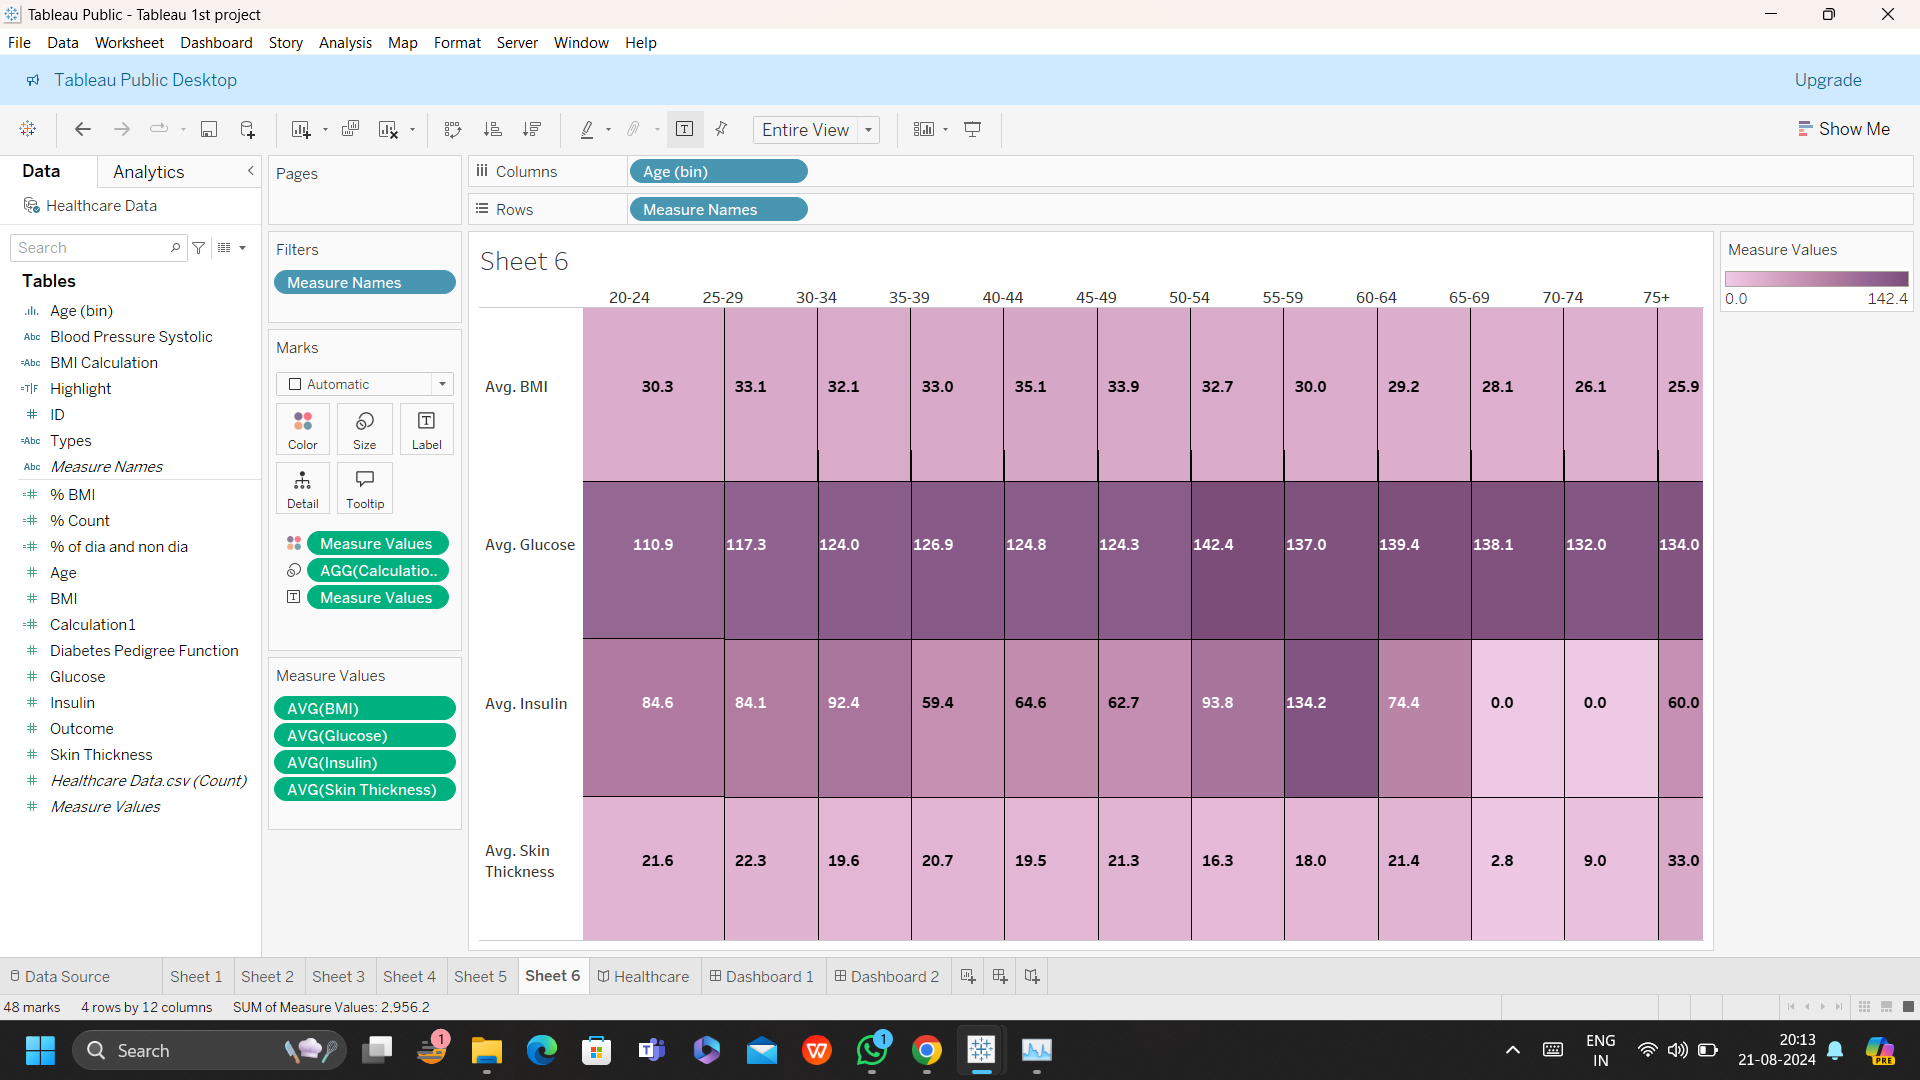 Tableau Public - Tableau 1st project
File Data Worksheet Dashboard Story Analysis Map Format Server Window Help
Tableau Public Desktop
Upgrade
Entire View
Show Me
Data
Analytics
Healthcare Data
Search
Tables
Age (bin)
Abc Blood Pressure Systolic
=Abc BMI Calculation
=T|F Highlight
# ID
=Abc Types
Abc Measure Names
=# % BMI
=# % Count
=# % of dia and non dia
# Age
# BMI
=# Calculation1
# Diabetes Pedigree Function
# Glucose
# Insulin
# Outcome
# Skin Thickness
# Healthcare Data.csv (Count)
# Measure Values
Pages
Filters
Measure Names
Marks
Automatic
Color Size Label
Detail Tooltip
Measure Values
AGG(Calculatio..
Measure Values
Measure Values
AVG(BMI)
AVG(Glucose)
AVG(Insulin)
AVG(Skin Thickness)
Columns
Age (bin)
Rows
Measure Names
Sheet 6
20-24 25-29 30-34 35-39 40-44 45-49 50-54 55-59 60-64 65-69 70-74 75+
Avg. BMI 30.3 33.1 32.1 33.0 35.1 33.9 32.7 30.0 29.2 28.1 26.1 25.9
Avg. Glucose 110.9 117.3 124.0 126.9 124.8 124.3 142.4 137.0 139.4 138.1 132.0 134.0
Avg. Insulin 84.6 84.1 92.4 59.4 64.6 62.7 93.8 134.2 74.4 0.0 0.0 60.0
Avg. Skin
Thickness 21.6 22.3 19.6 20.7 19.5 21.3 16.3 18.0 21.4 2.8 9.0 33.0
Measure Values
0.0 142.4
Data Source Sheet 1 Sheet 2 Sheet 3 Sheet 4 Sheet 5 Sheet 6 Healthcare Dashboard 1 Dashboard 2
48 marks 4 rows by 12 columns SUM of Measure Values: 2,956.2
Search
1
1
ENG
IN
20:13
21-08-2024
PRE